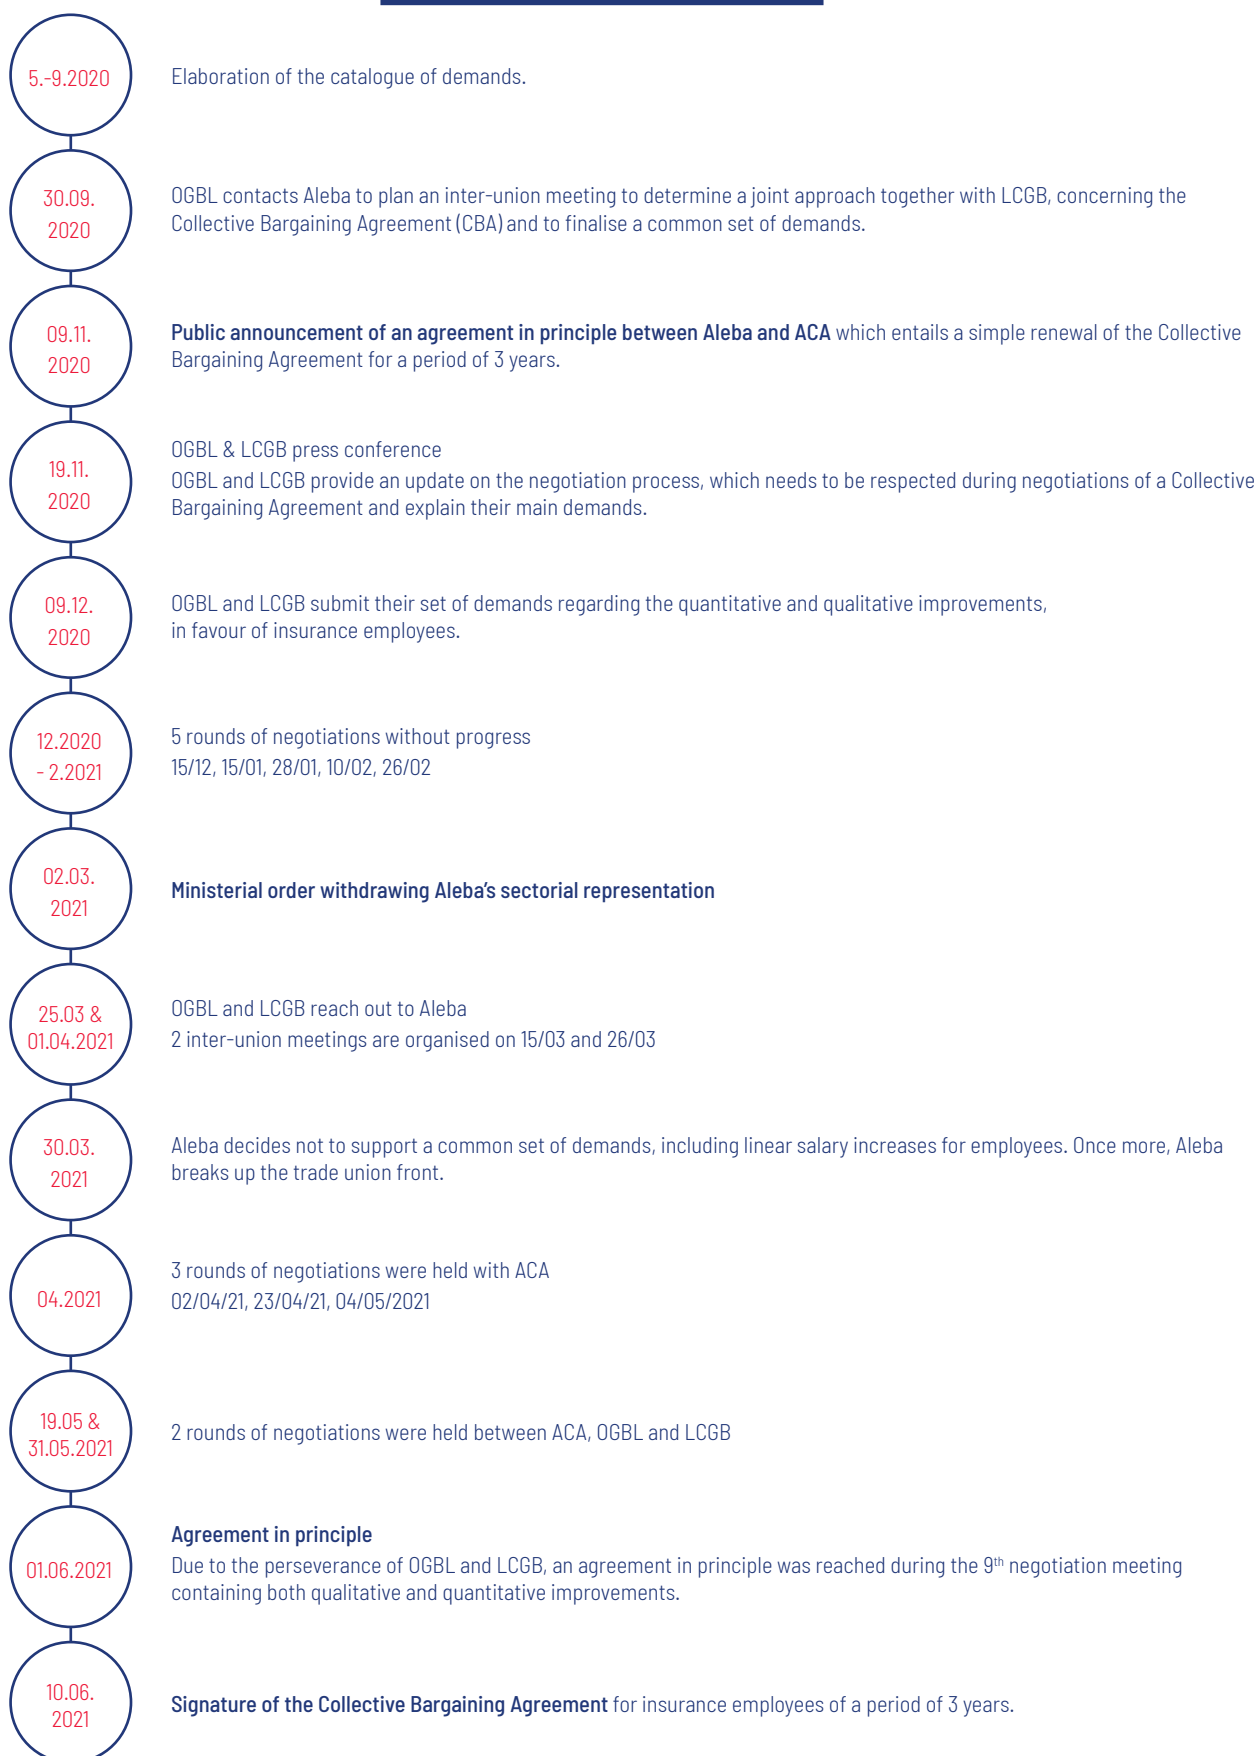 5.-9.2020
Elaboration of the catalogue of demands.
30.09.
2020
OGBL contacts Aleba to plan an inter-union meeting to determine a joint approach together with LCGB, concerning the
Collective Bargaining Agreement (CBA) and to finalise a common set of demands.
09.11.
2020
Public announcement of an agreement in principle between Aleba and ACA which entails a simple renewal of the Collective
Bargaining Agreement for a period of 3 years.
19.11.
2020
OGBL & LCGB press conference
OGBL and LCGB provide an update on the negotiation process, which needs to be respected during negotiations of a Collective
Bargaining Agreement and explain their main demands.
09.12.
2020
OGBL and LCGB submit their set of demands regarding the quantitative and qualitative improvements,
in favour of insurance employees.
12.2020
- 2.2021
5 rounds of negotiations without progress
15/12, 15/01, 28/01, 10/02, 26/02
02.03.
2021
Ministerial order withdrawing Aleba's sectorial representation
25.03 &
01.04.2021
OGBL and LCGB reach out to Aleba
2 inter-union meetings are organised on 15/03 and 26/03
30.03.
2021
Aleba decides not to support a common set of demands, including linear salary increases for employees. Once more, Aleba
breaks up the trade union front.
04.2021
3 rounds of negotiations were held with ACA
02/04/21, 23/04/21, 04/05/2021
19.05 &
31.05.2021
2 rounds of negotiations were held between ACA, OGBL and LCGB
01.06.2021
Agreement in principle
Due to the perseverance of OGBL and LCGB, an agreement in principle was reached during the 9th negotiation meeting
containing both qualitative and quantitative improvements.
10.06.
2021
Signature of the Collective Bargaining Agreement for insurance employees of a period of 3 years.